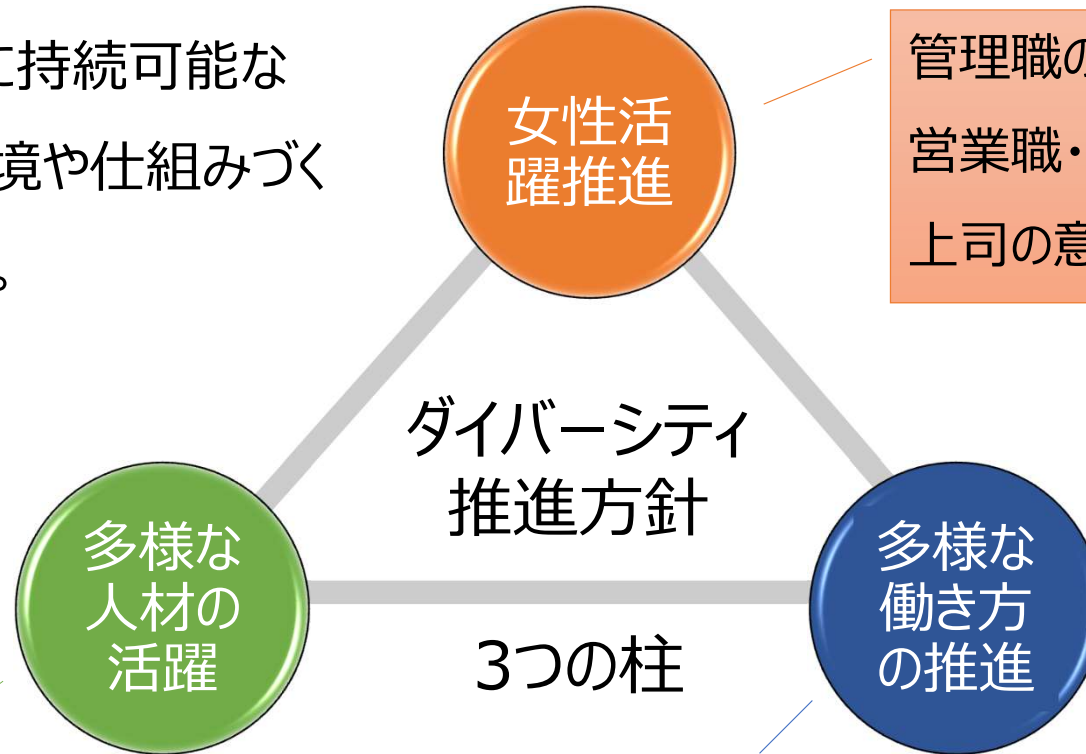 に持続可能な
境や仕組みづく
。
女性活
躍推進
管理職の
営業職・
上司の意
ダイバーシティ
推進方針
多様な
人材の
活躍
3つの柱
多様な
働き方
の推進